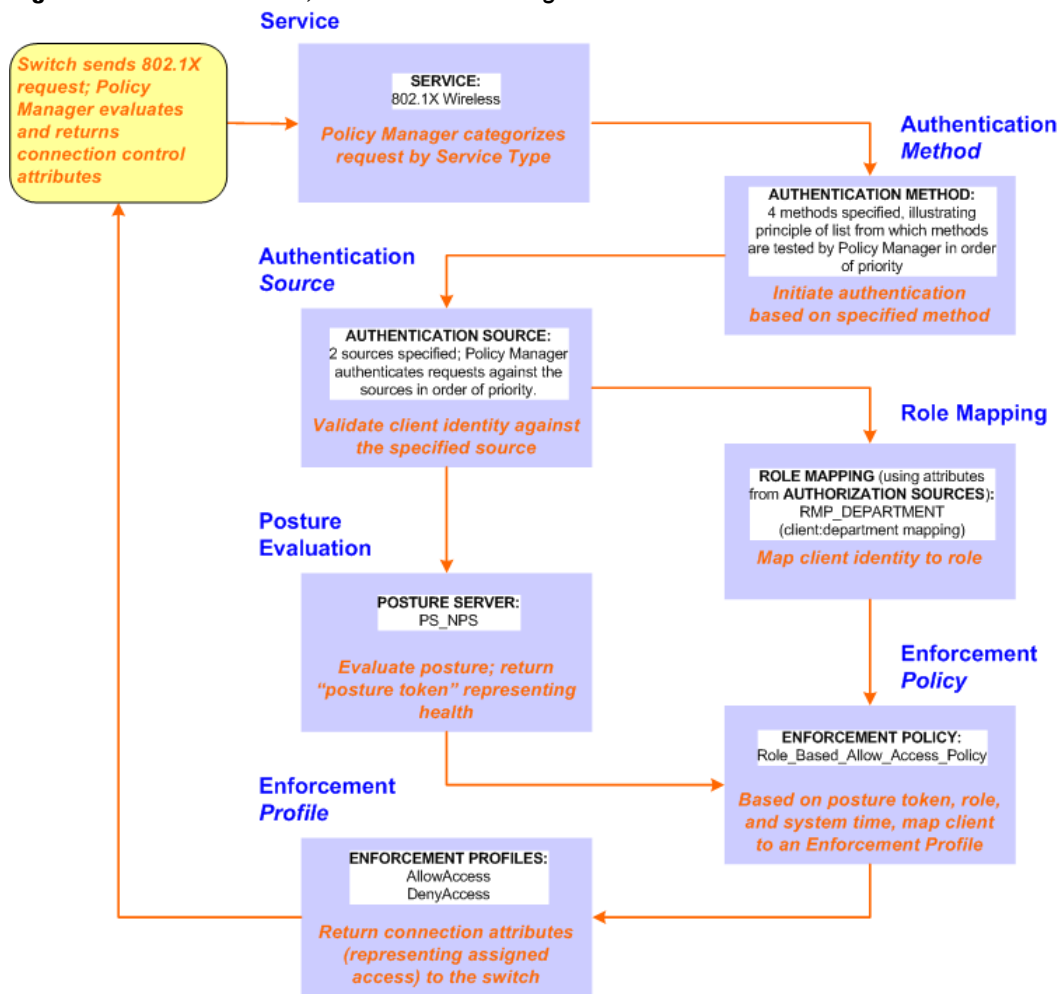 Service
Switch sends 802.1X
request; Policy
Manager evaluates
and returns
connection control
attributes
SERVICE:
802.1X Wireless
Policy Manager categorizes
request by Service Type
Authentication
Method
AUTHENTICATION METHOD:
4 methods specified, illustrating
principle of list from which methods
are tested by Policy Manager in order
of priority
Initiate authentication
based on specified method
Authentication
Source
AUTHENTICATION SOURCE:
2 sources specified; Policy Manager
authenticates requests against the
sources in order of priority.
Validate client identity against
the specified source
Role Mapping
ROLE MAPPING (using attributes
from AUTHORIZATION SOURCES):
RMP_DEPARTMENT
(client:department mapping)
Map client identity to role
Posture
Evaluation
POSTURE SERVER:
PS_NPS
Evaluate posture; return
“posture token” representing
health
Enforcement
Policy
ENFORCEMENT POLICY:
Role_Based_Allow_Access_Policy
Based on posture token, role,
and system time, map client
to an Enforcement Profile
Enforcement
Profile
ENFORCEMENT PROFILES:
AllowAccess
DenyAccess
Return connection attributes
(representing assigned
access) to the switch